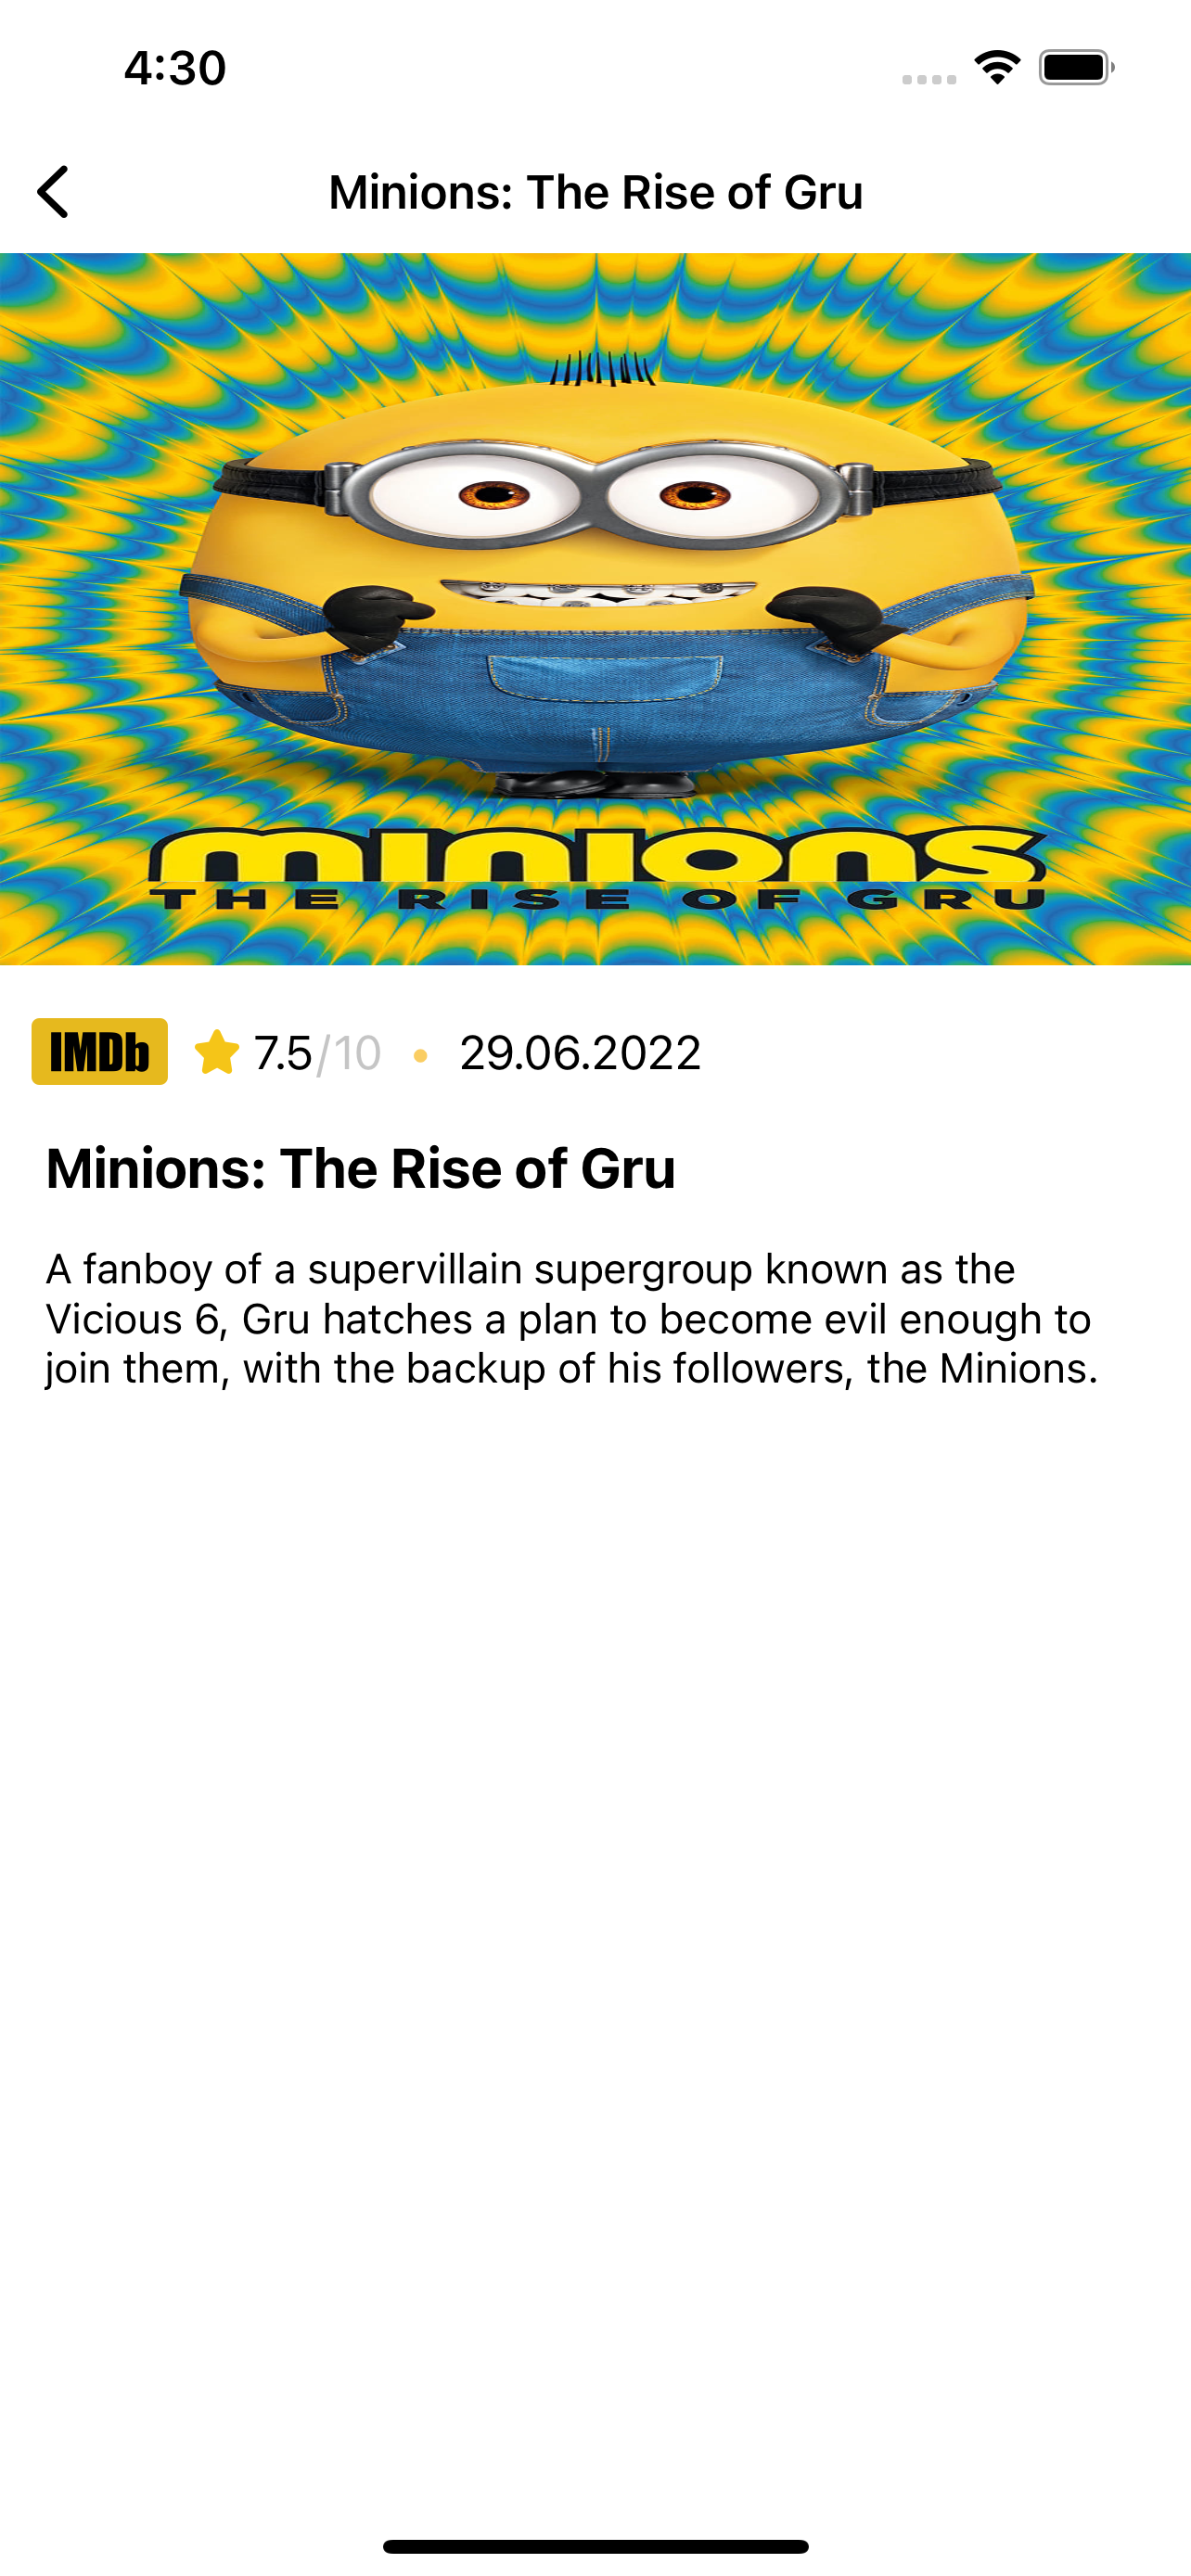 4:30
Minions: The Rise of Gru
minions
THE RISE OF GRU
IMDb 7.5/10 • 29.06.2022
Minions: The Rise of Gru
A fanboy of a supervillain supergroup known as the
Vicious 6, Gru hatches a plan to become evil enough to
join them, with the backup of his followers, the Minions.